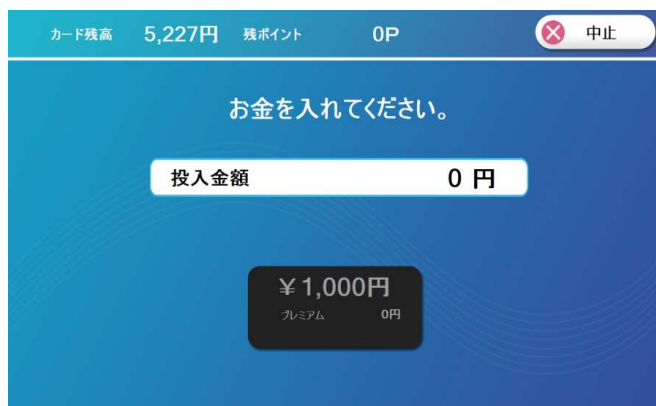 カード残高 5,227円 残ポイント 0P 中止
お金を入れてください。
投入金額 0 円
￥1,000円
プレミアム 0円